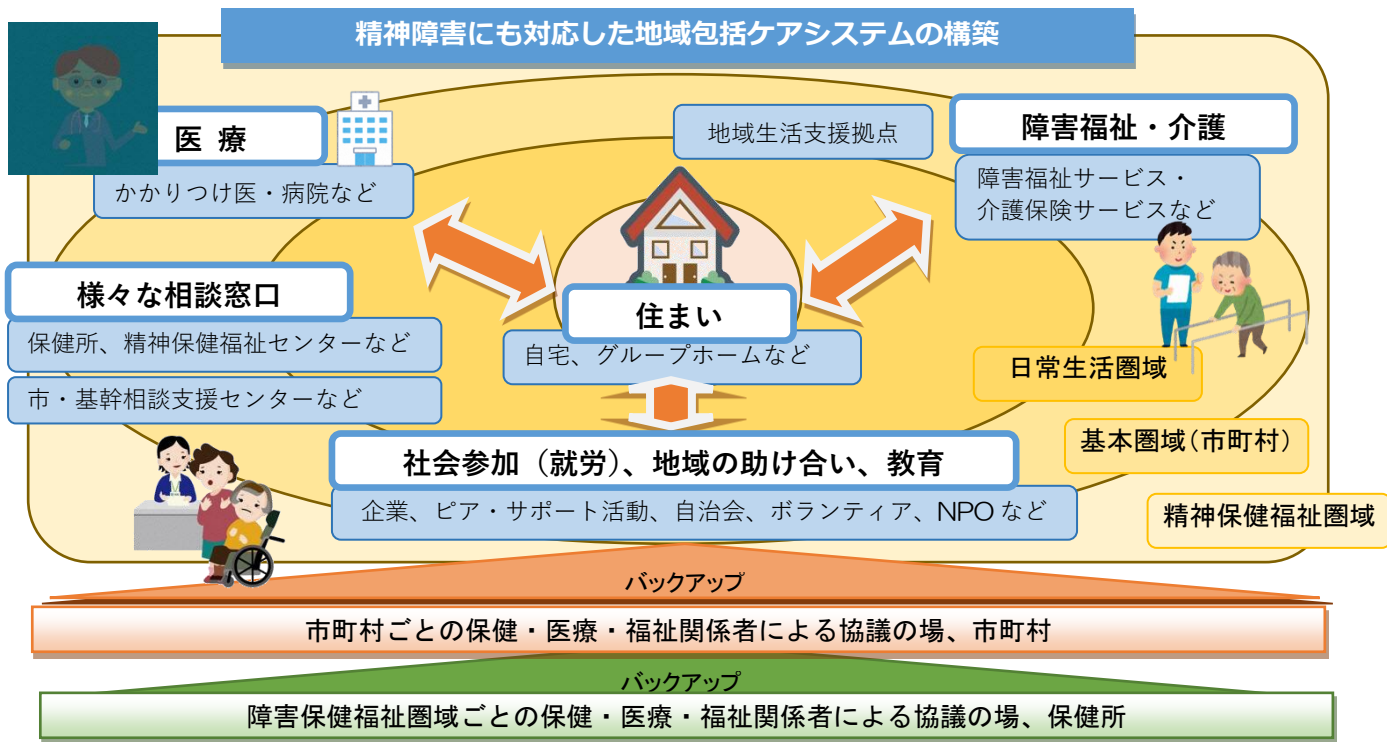 精神障害にも対応した地域包括ケアシステムの構築
医 療
かかりつけ医・病院など
地域生活支援拠点
障害福祉・介護
障害福祉サービス・
介護保険サービスなど
様々な相談窓口
保健所、精神保健福祉センターなど
市・基幹相談支援センターなど
住まい
自宅、グループホームなど
日常生活圏域
基本圏域（市町村）
精神保健福祉圏域
社会参加（就労）、地域の助け合い、教育
企業、ピア・サポート活動、自治会、ボランティア、NPO など
バックアップ
市町村ごとの保健・医療・福祉関係者による協議の場、市町村
バックアップ
障害保健福祉圏域ごとの保健・医療・福祉関係者による協議の場、保健所